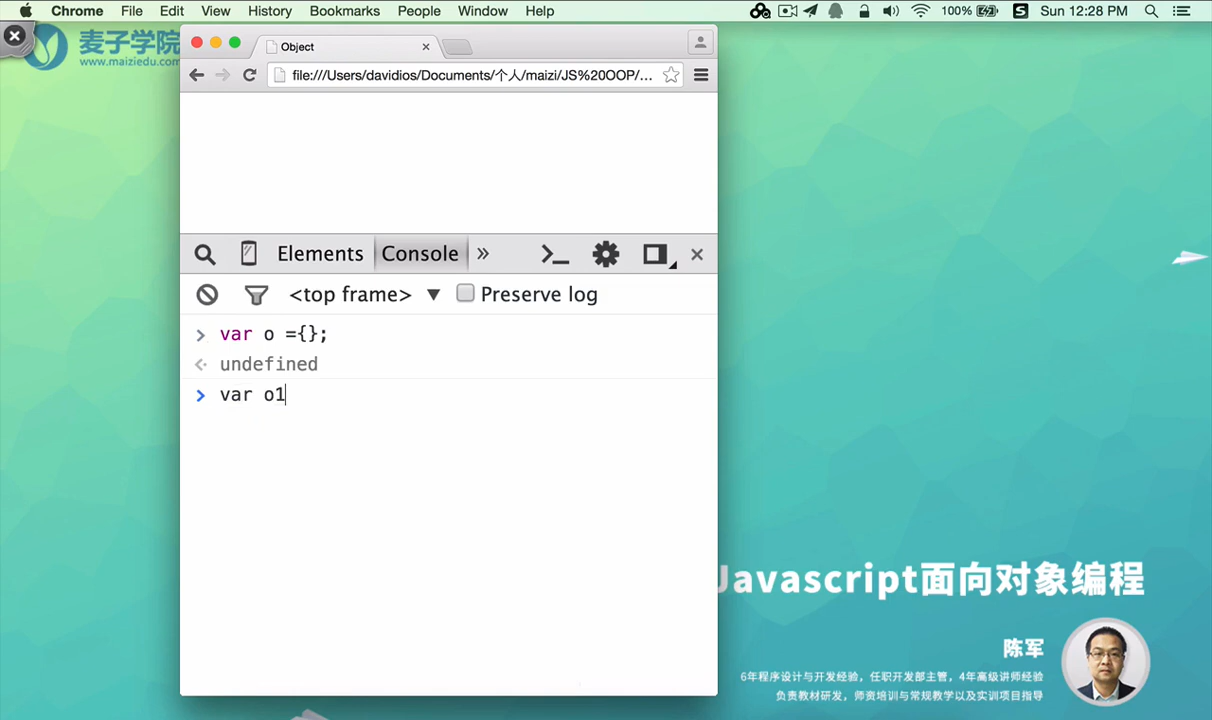 Chrome File Edit View History Bookmarks People Window Help 100% Sun 12:28 PM
麦子学院
www.maiziedu.com
Object
file:///Users/davidios/Documents/个人/maizi/JS%20OOP/...
Elements Console »
<top frame> ▼ Preserve log
> var o ={};
undefined
> var o1
Javascript面向对象编程
陈军
6年程序设计与开发经验，任职开发部主管，4年高级讲师经验
负责教材研发，师资培训与常规教学以及实训项目指导